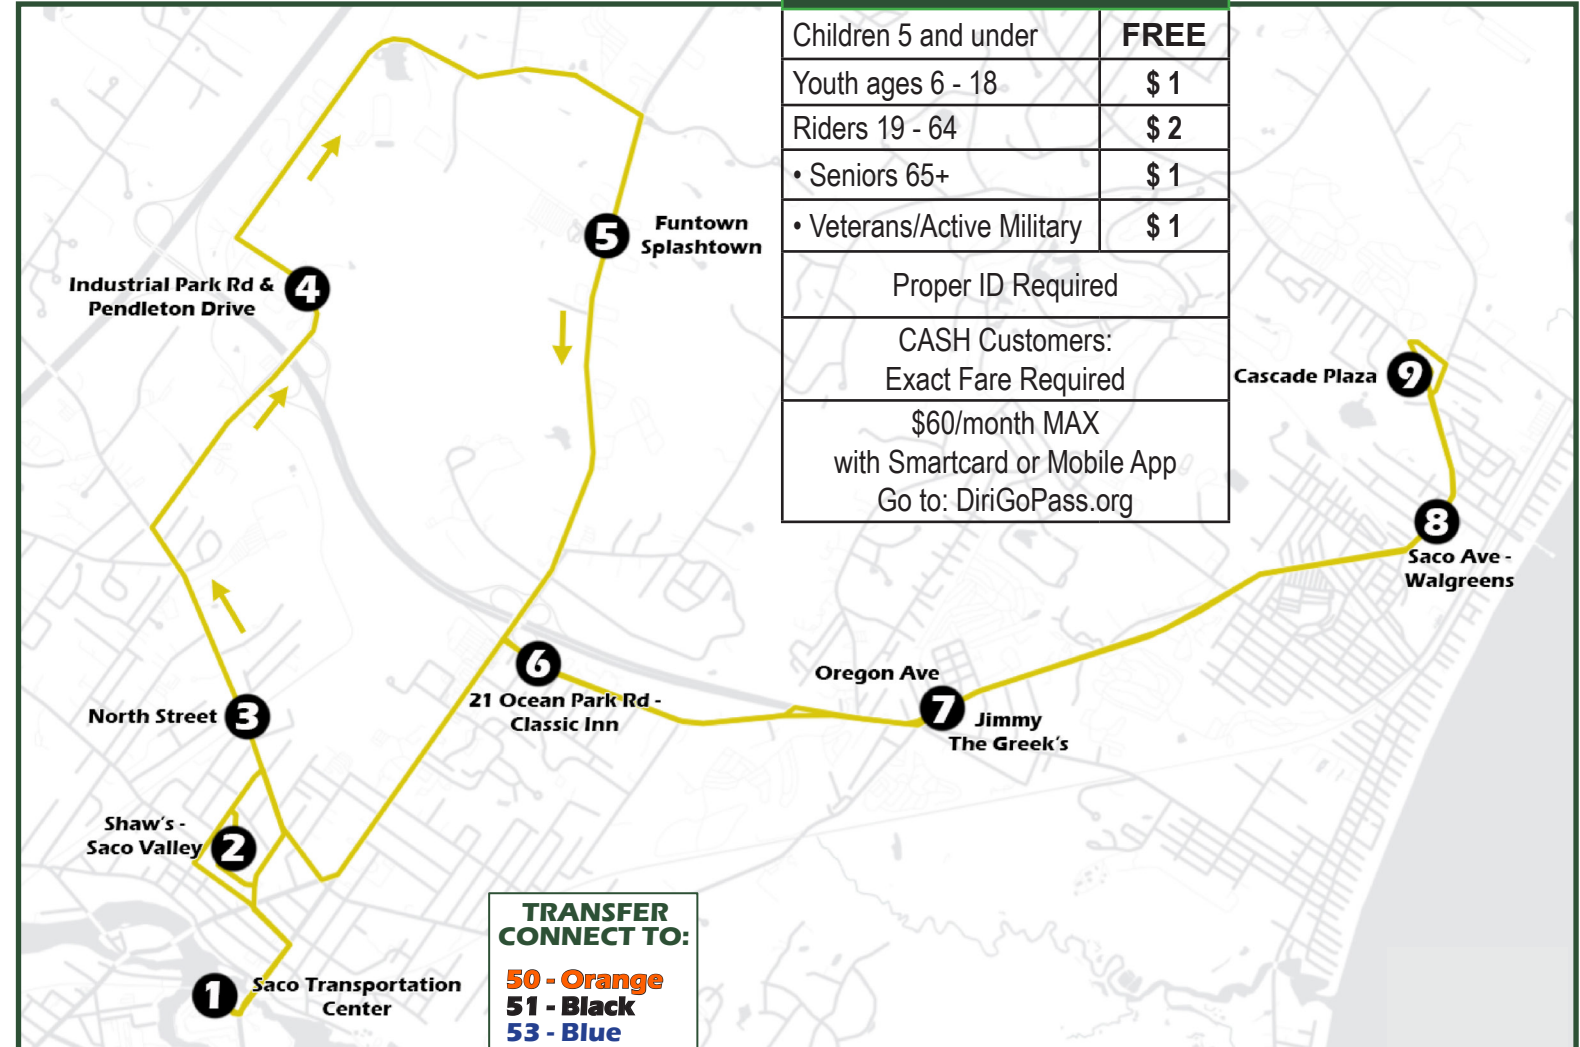 Children 5 and under FREE
Youth ages 6 - 18 $ 1
Riders 19 - 64 $ 2
• Seniors 65+ $ 1
• Veterans/Active Military $ 1
Proper ID Required
CASH Customers:
Exact Fare Required
$60/month MAX
with Smartcard or Mobile App
Go to: DiriGoPass.org
5
Funtown
Splashtown
4
Industrial Park Rd &
Pendleton Drive
Cascade Plaza
9
8
Saco Ave -
Walgreens
6
21 Ocean Park Rd -
Classic Inn
Oregon Ave
7
Jimmy
The Greek's
North Street
3
Shaw's -
Saco Valley
2
1
Saco Transportation
Center
TRANSFER
CONNECT TO:
50 - Orange
51 - Black
53 - Blue